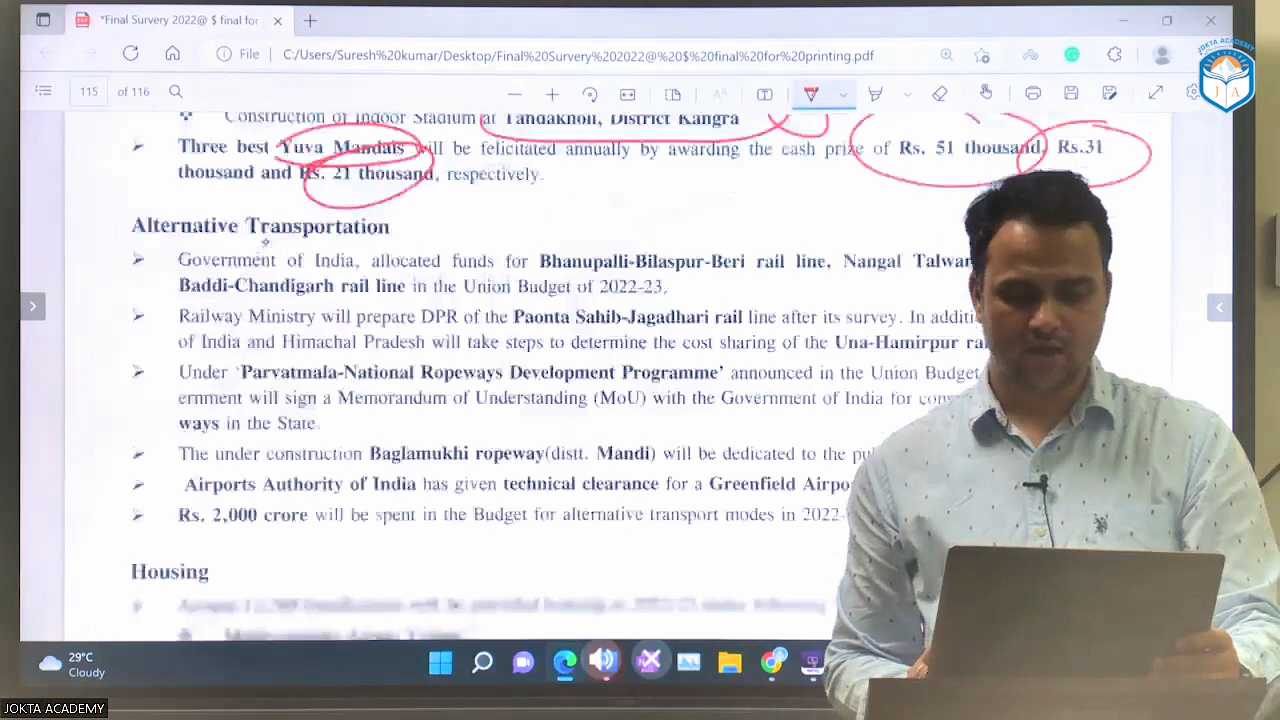 *Final Survery 2022@ $ final for
File
C:/Users/Suresh%20kumar/Desktop/Final%20Survery%202022@%20$%20final%20for%20printing.pdf
115 of 116
JOKTA ACADEMY
J A
Construction of Indoor Stadium at Tandakholi, District Kangra
Three best Yuva Mandals will be felicitated annually by awarding the cash prize of Rs. 51 thousand, Rs.31
thousand and Rs. 21 thousand, respectively.
Alternative Transportation
Government of India, allocated funds for Bhanupalli-Bilaspur-Beri rail line, Nangal Talwar
Baddi-Chandigarh rail line in the Union Budget of 2022-23.
Railway Ministry will prepare DPR of the Paonta Sahib-Jagadhari rail line after its survey. In additi
of India and Himachal Pradesh will take steps to determine the cost sharing of the Una-Hamirpur ra
Under 'Parvatmala-National Ropeways Development Programme' announced in the Union Budget
ernment will sign a Memorandum of Understanding (MoU) with the Government of India for cons
ways in the State.
The under construction Baglamukhi ropeway(distt. Mandi) will be dedicated to the pu
Airports Authority of India has given technical clearance for a Greenfield Airpo
Rs. 2,000 crore will be spent in the Budget for alternative transport modes in 2022-
Housing
29°C
Cloudy
JOKTA ACADEMY